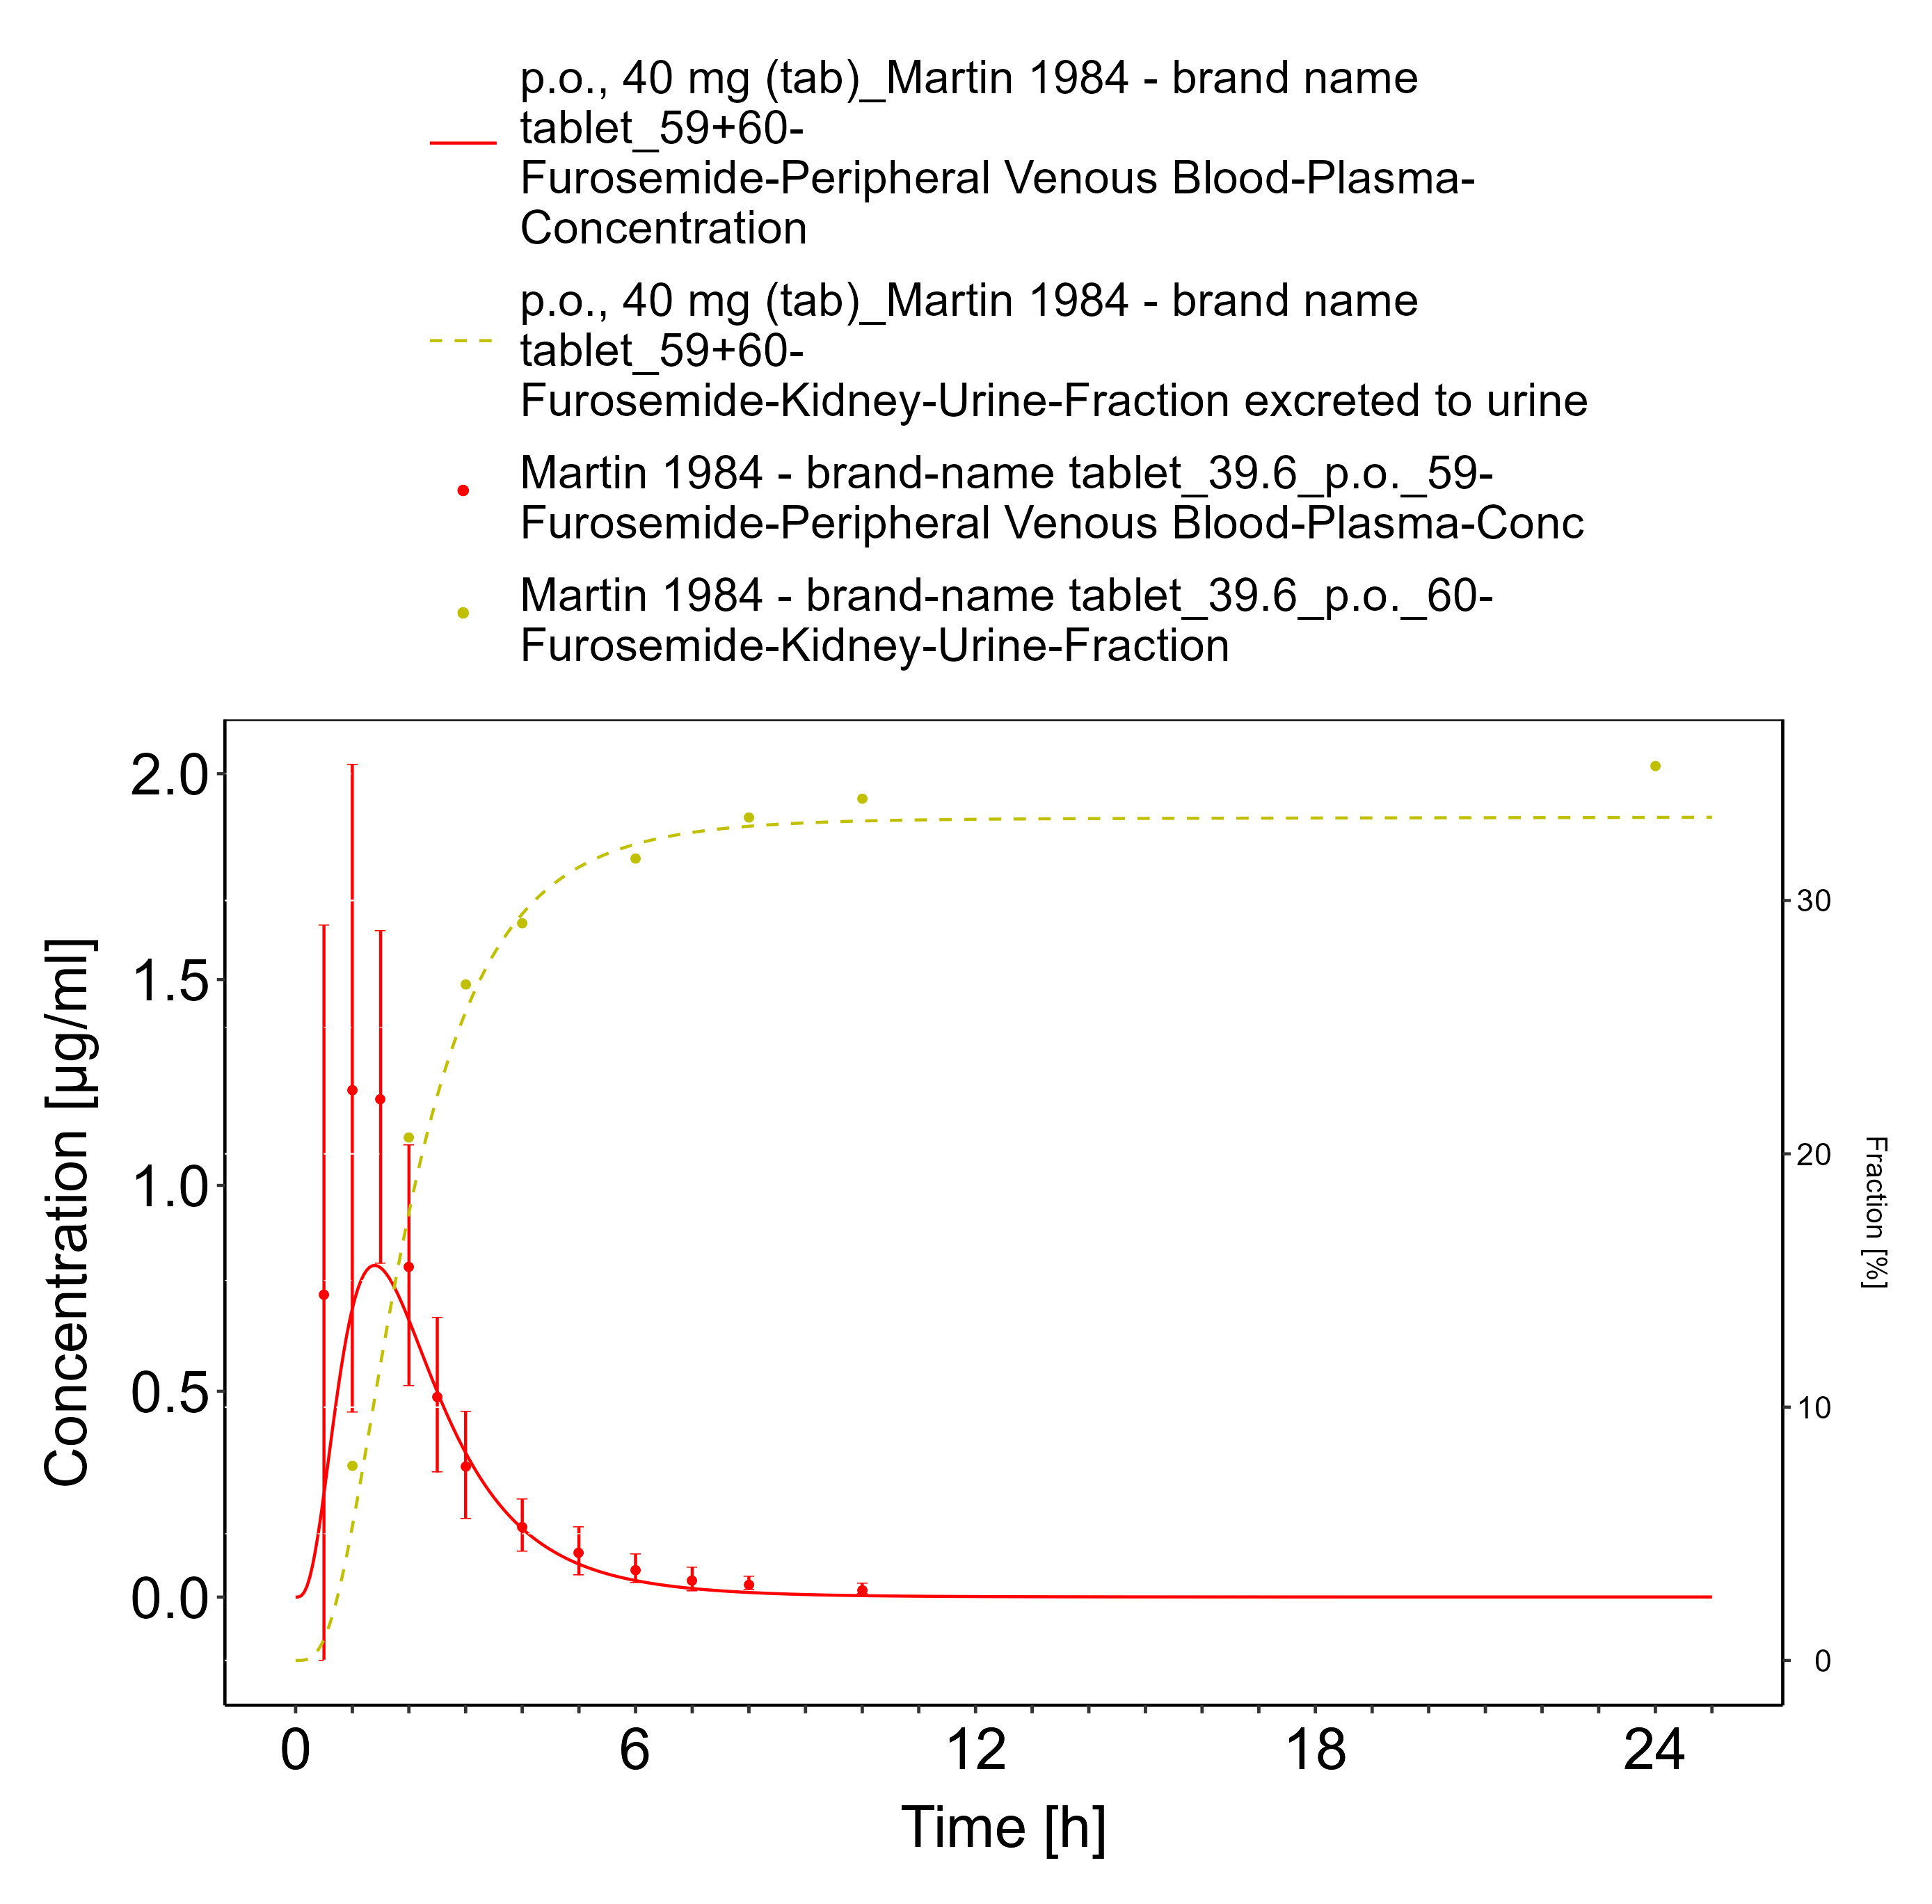 p.o., 40 mg (tab)_Martin 1984 - brand name
tablet_59+60-
Furosemide-Peripheral Venous Blood-Plasma-
Concentration
p.o., 40 mg (tab)_Martin 1984 - brand name
tablet_59+60-
Furosemide-Kidney-Urine-Fraction excreted to urine
Martin 1984 - brand-name tablet_39.6_p.o._59-
Furosemide-Peripheral Venous Blood-Plasma-Conc
Martin 1984 - brand-name tablet_39.6_p.o._60-
Furosemide-Kidney-Urine-Fraction
Concentration [µg/ml]
2.0
1.5
1.0
0.5
0.0
30
20
10
0
Fraction [%]
0 6 12 18 24
Time [h]